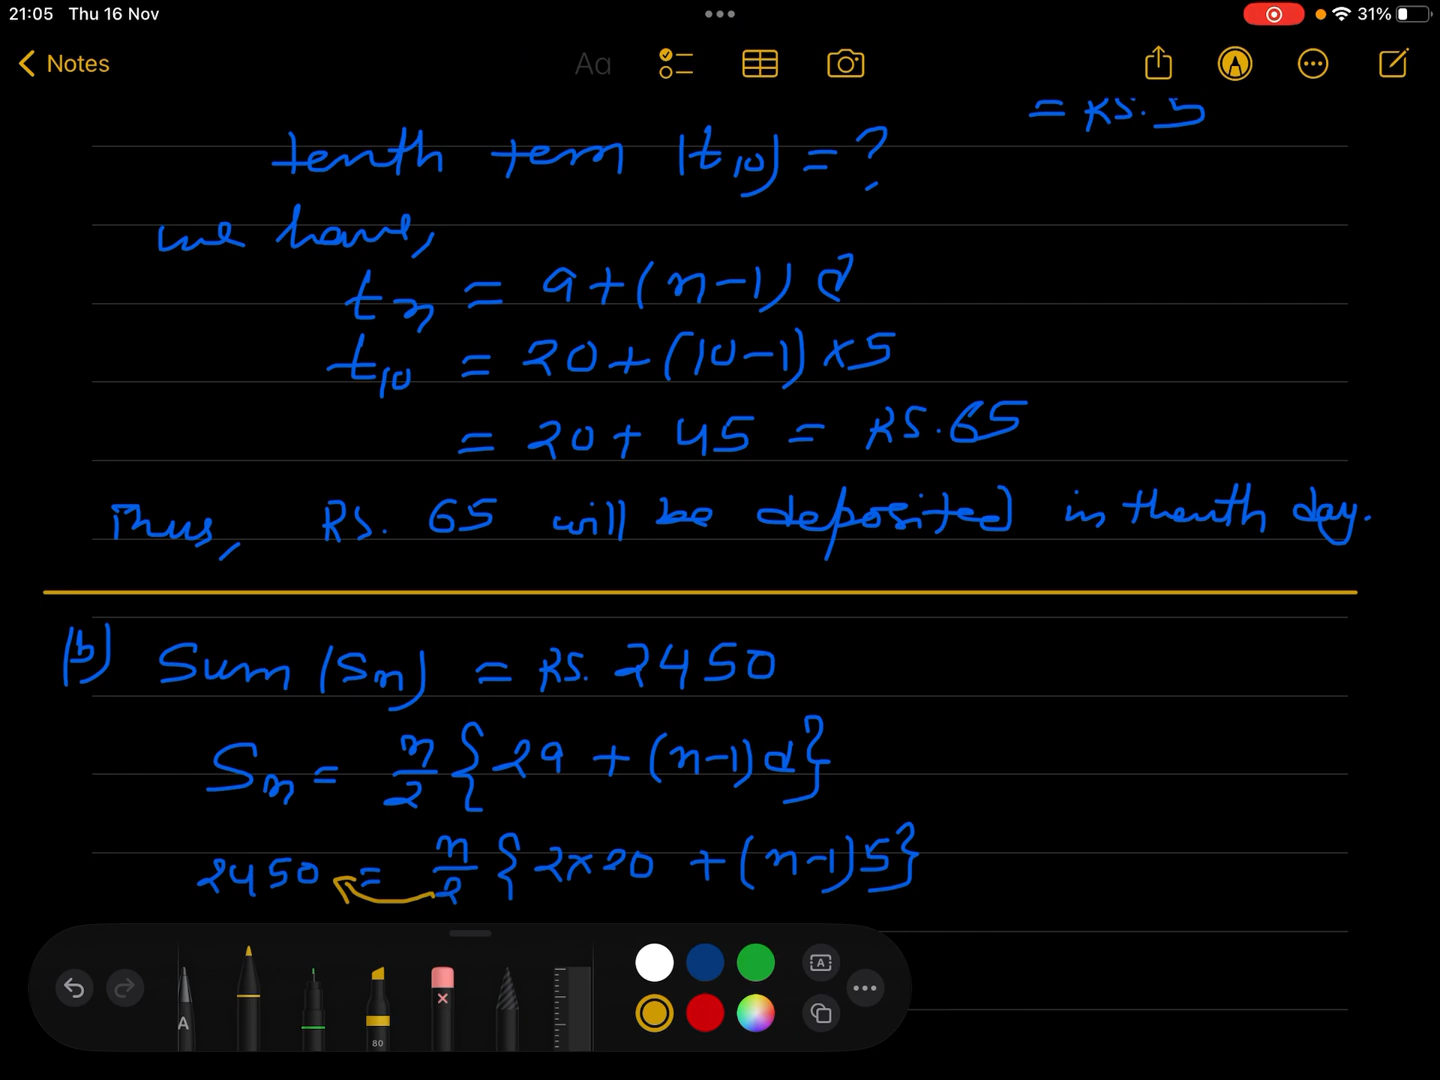 21:05 Thu 16 Nov 31%
Notes Aa
= RS. 5
tenth term (t10) = ?
we have,
tn = a + (n-1) d
t10 = 20 + (10-1) x 5
= 20 + 45 = RS. 65
Thus, RS. 65 will be deposited in thenth day.
(b) Sum (Sn) = RS. 2450
Sn = n/2 {2a + (n-1)d}
2450 = n/2 {2x20 + (n-1)5}
A 80 A